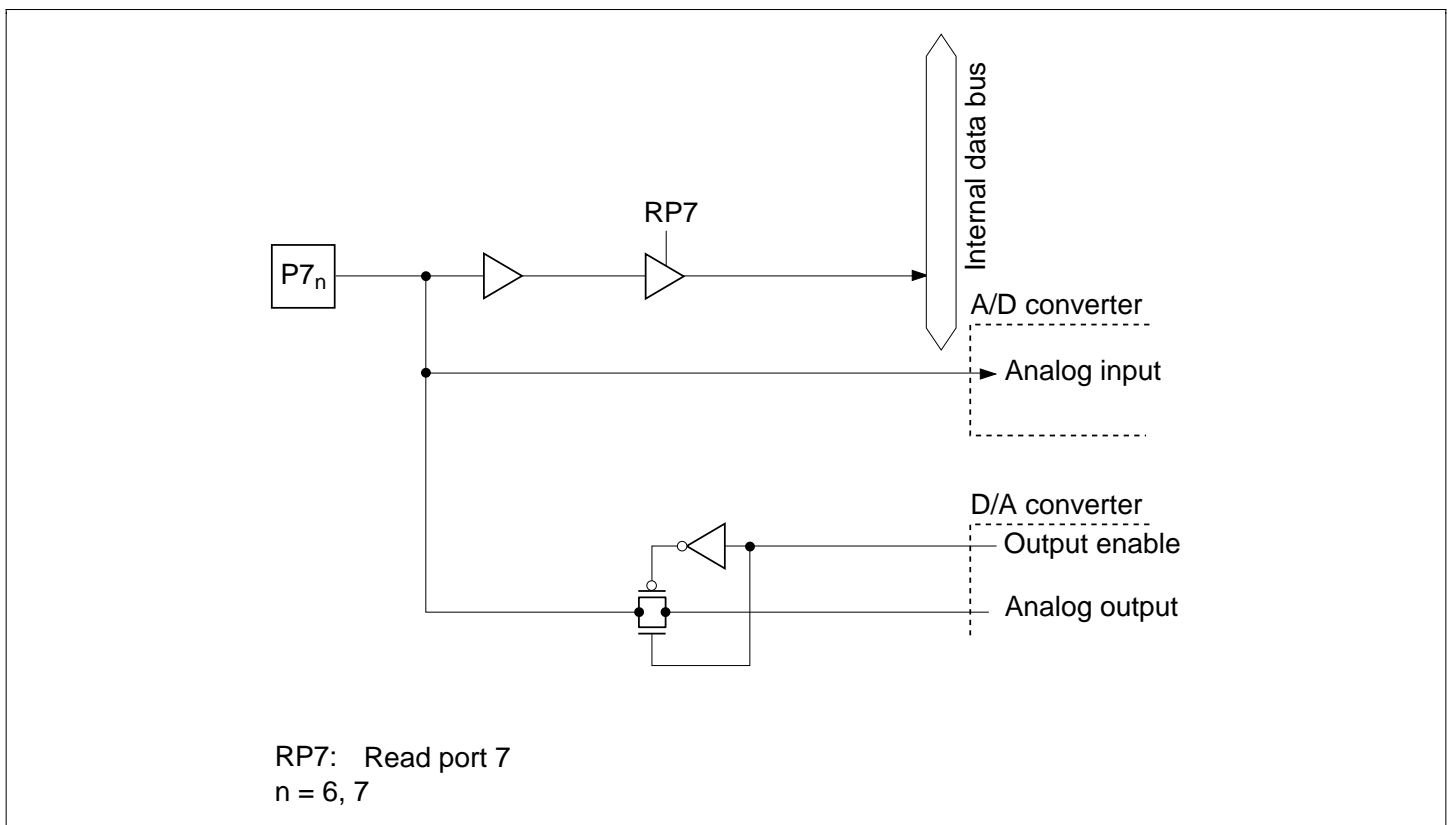 Internal data bus
RP7
P7n
A/D converter
Analog input
D/A converter
Output enable
Analog output
RP7: Read port 7
n = 6, 7